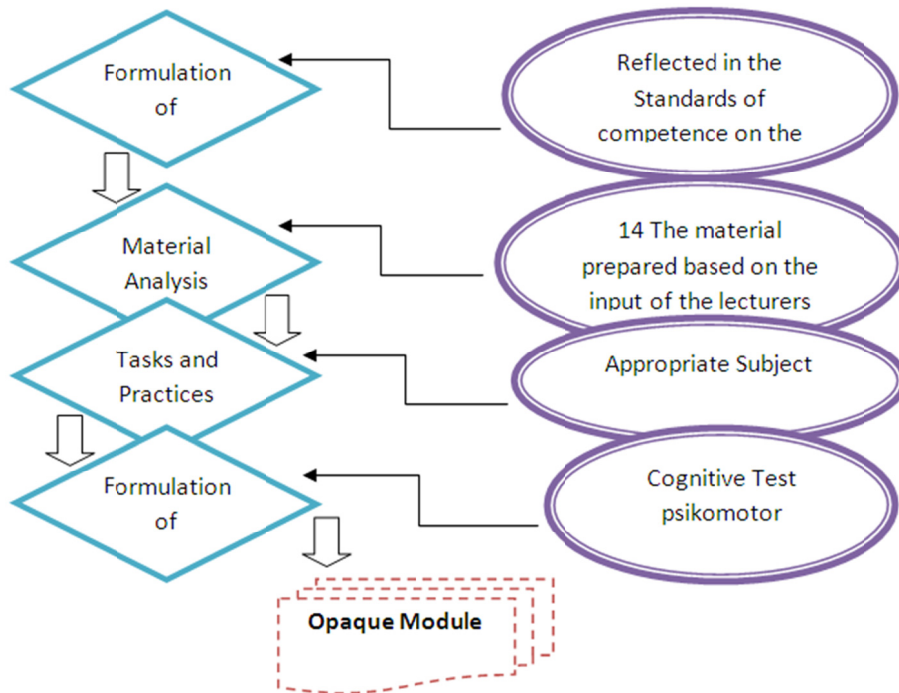 Formulation
of
Reflected in the
Standards of
competence on the
Material
Analysis
14 The material
prepared based on the
input of the lecturers
Tasks and
Practices
Appropriate Subject
Formulation
of
Cognitive Test
psikomotor
Opaque Module